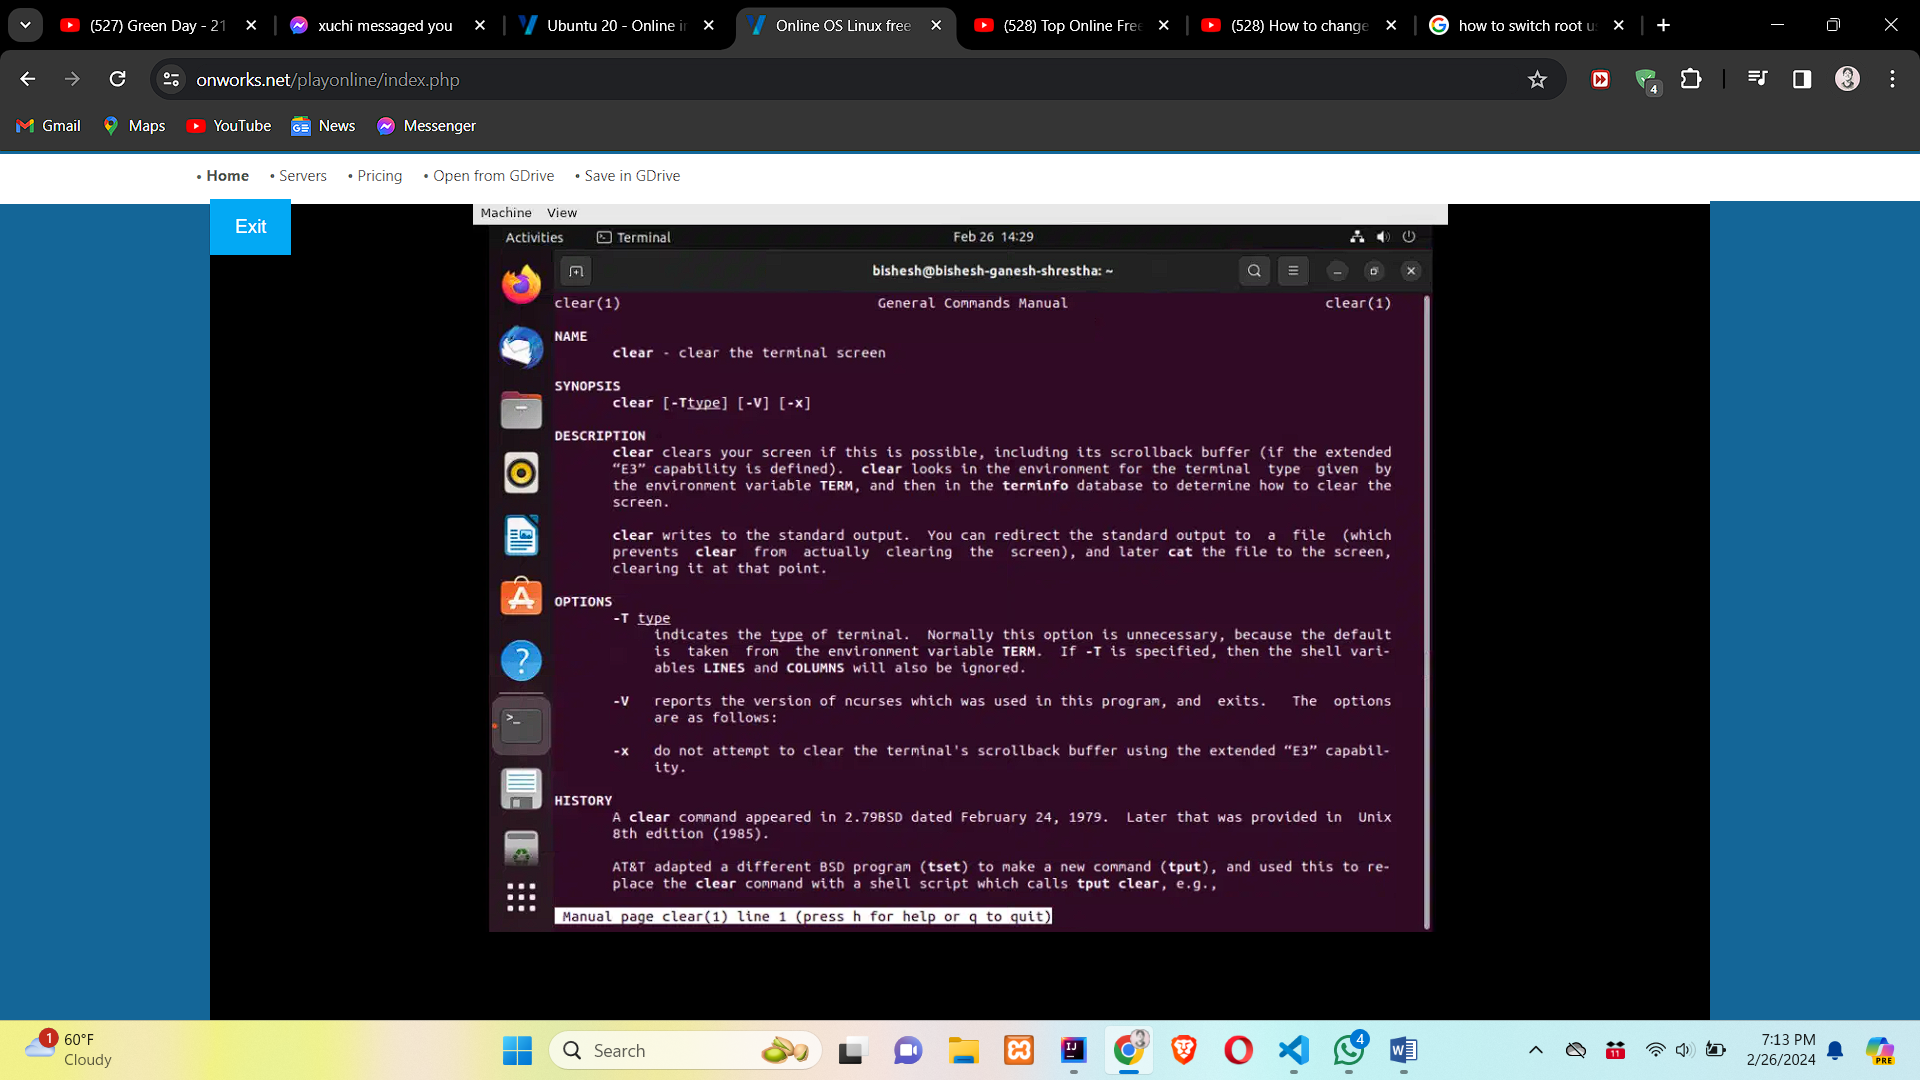 (527) Green Day - 21
xuchi messaged you
Ubuntu 20 - Online i
Online OS Linux free
(528) Top Online Fre
(528) How to change
how to switch root u
onworks.net/playonline/index.php
4
Gmail
Maps
YouTube
News
Messenger
• Home • Servers • Pricing • Open from GDrive • Save in GDrive
Exit
Machine View
Activities Terminal Feb 26 14:29
bishesh@bishesh-ganesh-shrestha: ~
clear(1) General Commands Manual clear(1)
NAME
clear - clear the terminal screen
SYNOPSIS
clear [-Ttype] [-V] [-x]
DESCRIPTION
clear clears your screen if this is possible, including its scrollback buffer (if the extended
“E3” capability is defined). clear looks in the environment for the terminal type given by
the environment variable TERM, and then in the terminfo database to determine how to clear the
screen.
clear writes to the standard output. You can redirect the standard output to a file (which
prevents clear from actually clearing the screen), and later cat the file to the screen,
clearing it at that point.
OPTIONS
-T type
indicates the type of terminal. Normally this option is unnecessary, because the default
is taken from the environment variable TERM. If -T is specified, then the shell vari-
ables LINES and COLUMNS will also be ignored.
-V reports the version of ncurses which was used in this program, and exits. The options
are as follows:
-x do not attempt to clear the terminal's scrollback buffer using the extended “E3” capabil-
ity.
HISTORY
A clear command appeared in 2.79BSD dated February 24, 1979. Later that was provided in Unix
8th edition (1985).
AT&T adapted a different BSD program (tset) to make a new command (tput), and used this to re-
place the clear command with a shell script which calls tput clear, e.g.,
Manual page clear(1) line 1 (press h for help or q to quit)
1
60°F
Cloudy
Search
IJ
4
11
7:13 PM
2/26/2024
PRE